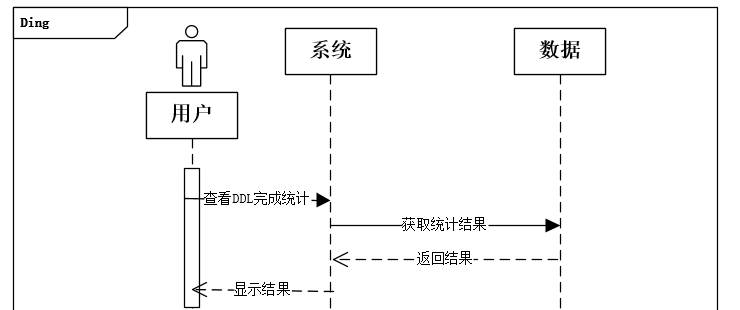 Ding
系统
数据
用户
查看DDL完成统计
获取统计结果
返回结果
显示结果